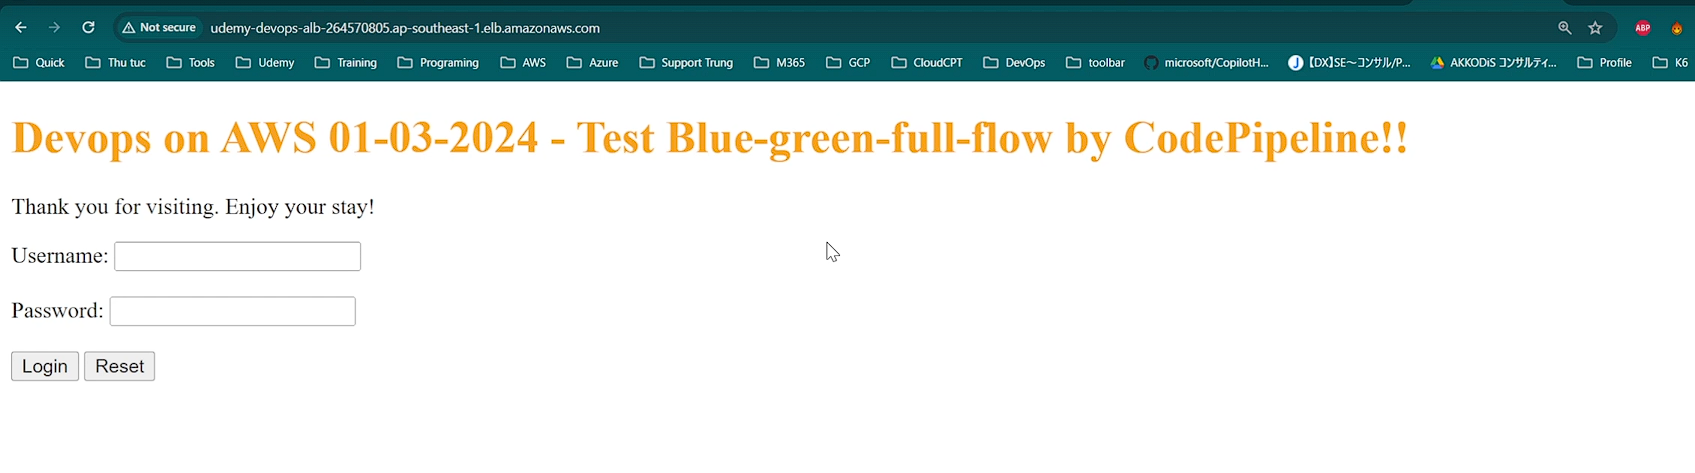 Not secure udemy-devops-alb-264570805.ap-southeast-1.elb.amazonaws.com ABP
Quick Thu tuc Tools Udemy Training Programing AWS Azure Support Trung M365 GCP CloudCPT DevOps toolbar microsoft/CopilotH... J 【DX】SE～コンサル/P... AKKODiS コンサルティ... Profile K6
Devops on AWS 01-03-2024 - Test Blue-green-full-flow by CodePipeline!!
Thank you for visiting. Enjoy your stay!
Username:
Password:
Login Reset